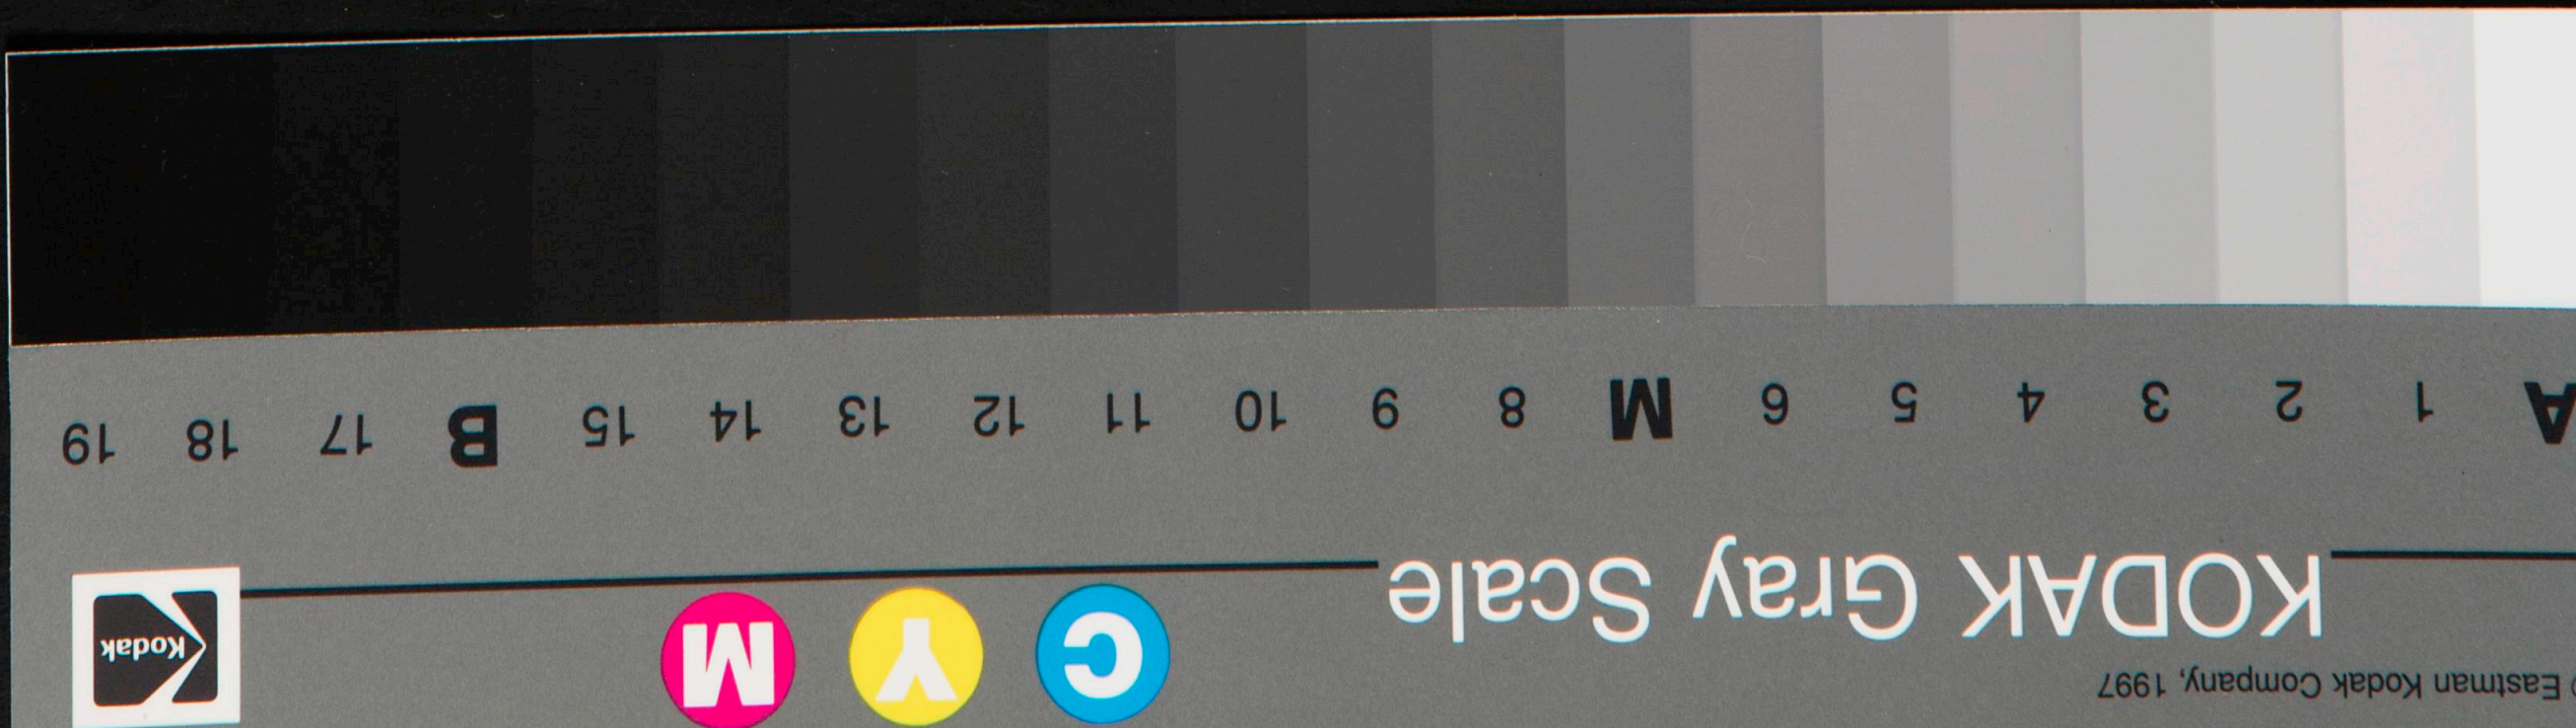 © Eastman Kodak Company, 1997
KODAK Gray Scale
C Y M
Kodak
A 1 2 3 4 5 6 M 8 9 10 11 12 13 14 15 B 17 18 19